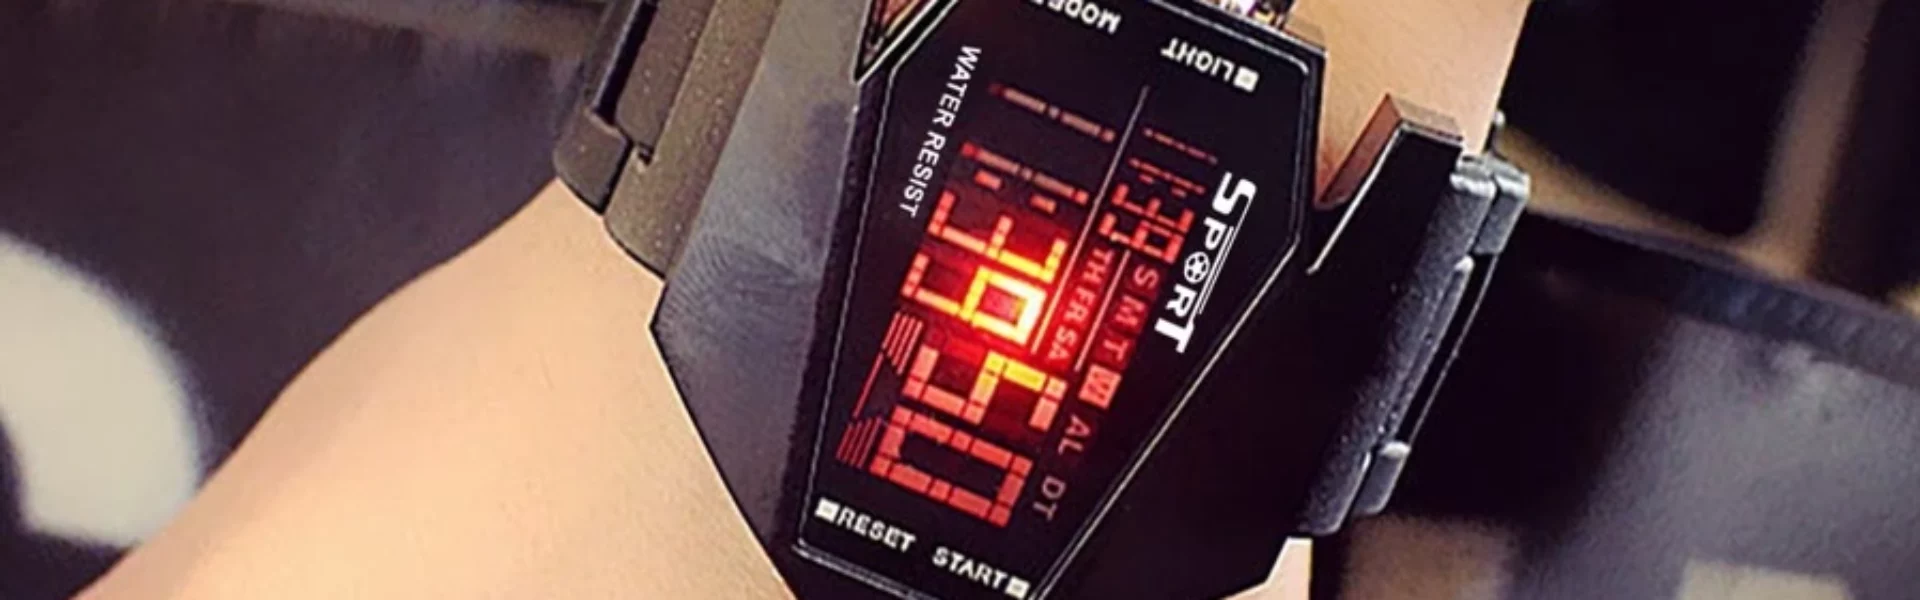 MODE
LIGHT
WATER RESIST
SPORT
S M T W
TH FR SA
AL DT
RESET START